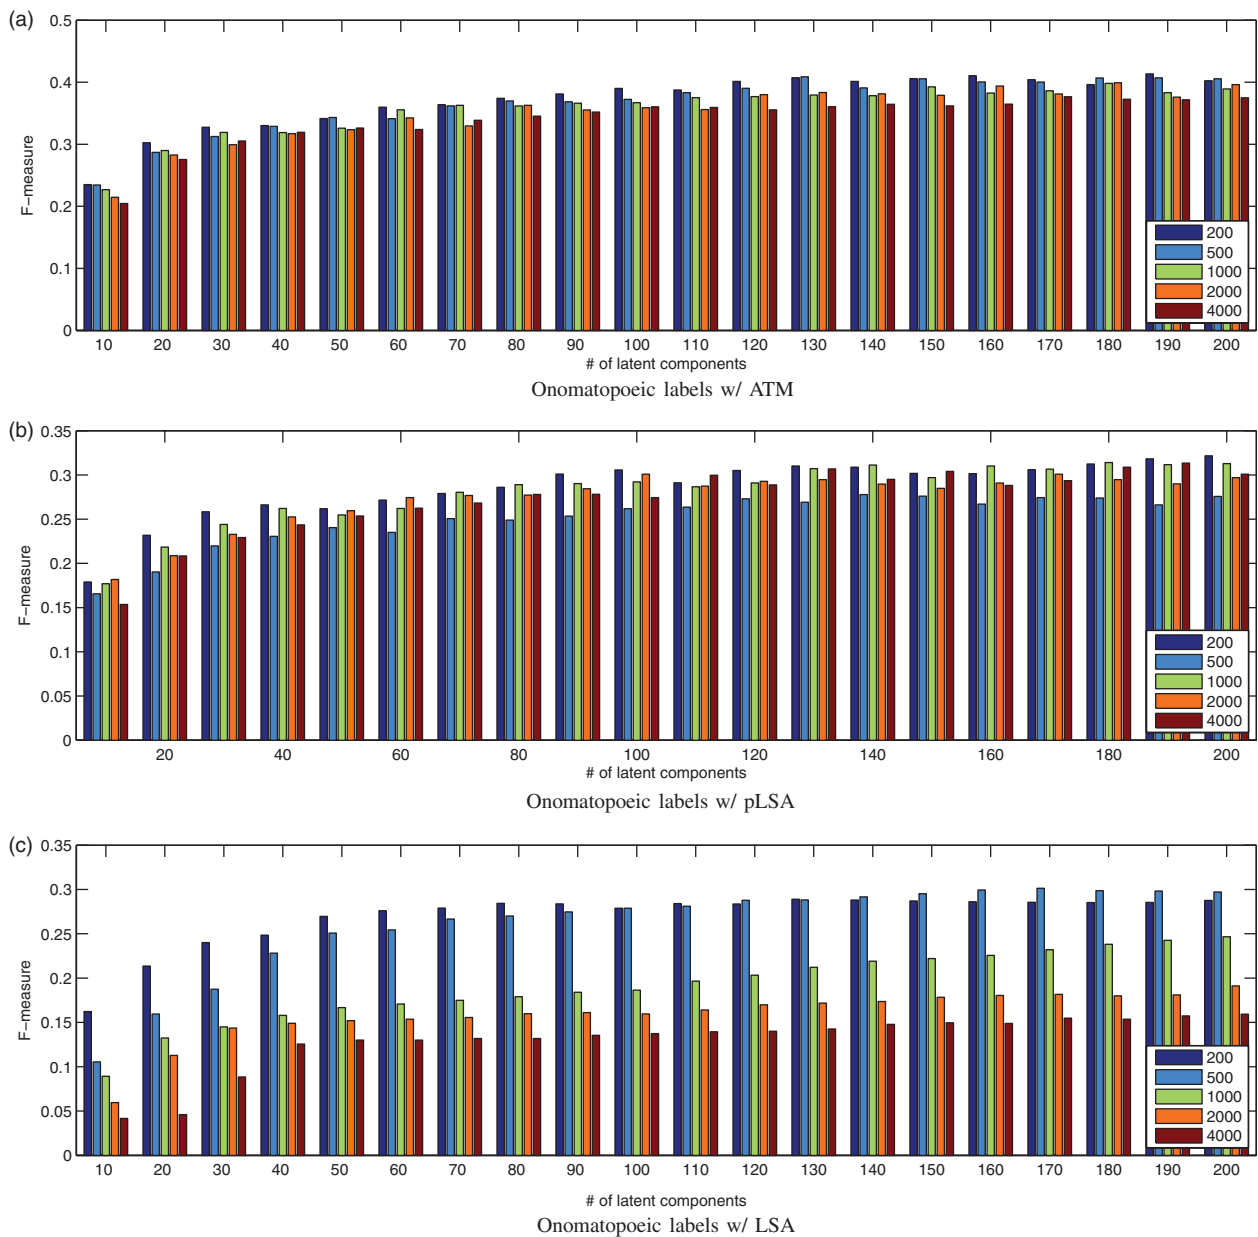 (a)
0.5
0.4
0.3
0.2
0.1
0
F−measure
200
500
1000
2000
4000
10 20 30 40 50 60 70 80 90 100 110 120 130 140 150 160 170 180 190 200
# of latent components
Onomatopoeic labels w/ ATM
(b)
0.35
0.3
0.25
0.2
0.15
0.1
0.05
0
F−measure
200
500
1000
2000
4000
20 40 60 80 100 120 140 160 180 200
# of latent components
Onomatopoeic labels w/ pLSA
(c)
0.35
0.3
0.25
0.2
0.15
0.1
0.05
0
F−measure
200
500
1000
2000
4000
10 20 30 40 50 60 70 80 90 100 110 120 130 140 150 160 170 180 190 200
# of latent components
Onomatopoeic labels w/ LSA